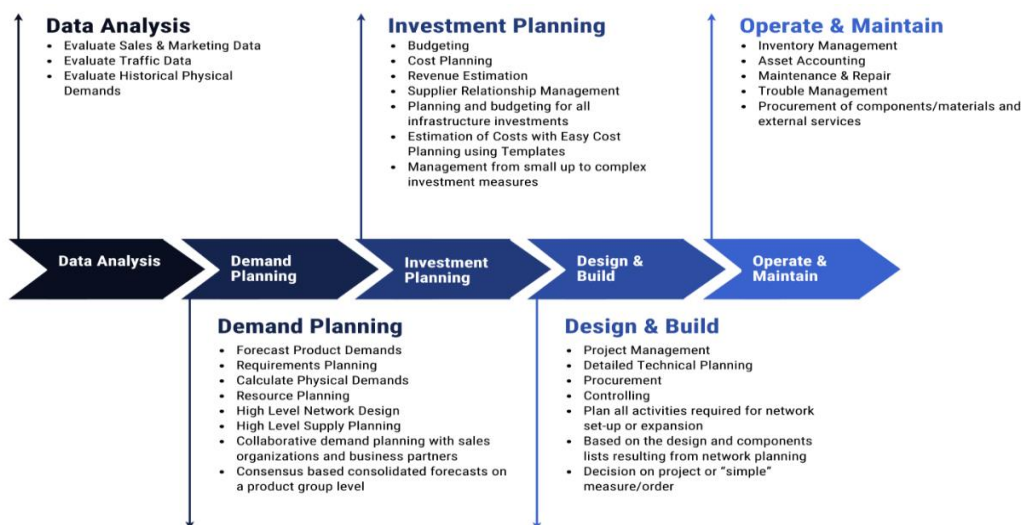 Data Analysis
• Evaluate Sales & Marketing Data
• Evaluate Traffic Data
• Evaluate Historical Physical
Demands
Investment Planning
• Budgeting
• Cost Planning
• Revenue Estimation
• Supplier Relationship Management
• Planning and budgeting for all
infrastructure investments
• Estimation of Costs with Easy Cost
Planning using Templates
• Management from small up to complex
investment measures
Operate & Maintain
• Inventory Management
• Asset Accounting
• Maintenance & Repair
• Trouble Management
• Procurement of components/materials and
external services
Data Analysis
Demand
Planning
Investment
Planning
Design &
Build
Operate &
Maintain
Demand Planning
• Forecast Product Demands
• Requirements Planning
• Calculate Physical Demands
• Resource Planning
• High Level Network Design
• High Level Supply Planning
• Collaborative demand planning with sales
organizations and business partners
• Consensus based consolidated forecasts on
a product group level
Design & Build
• Project Management
• Detailed Technical Planning
• Procurement
• Controlling
• Plan all activities required for network
set-up or expansion
• Based on the design and components
lists resulting from network planning
• Decision on project or “simple”
measure/order